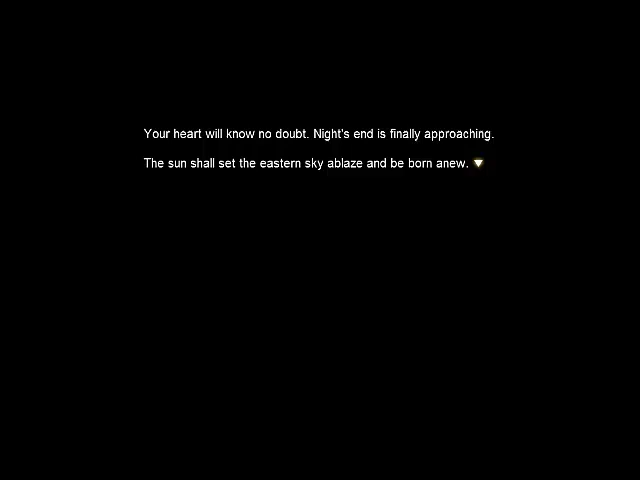 Your heart will know no doubt. Night's end is finally approaching.
The sun shall set the eastern sky ablaze and be born anew.